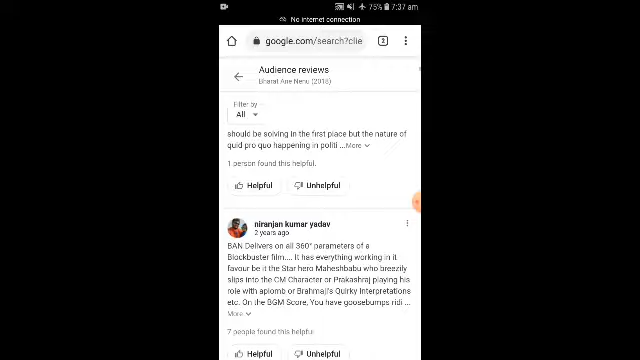 75% 7:37 am
No internet connection
google.com/search?clie
2
Audience reviews
Bharat Ane Nenu (2018)
Filter by
All
should be solving in the first place but the nature of
quid pro quo happening in politi ...More
1 person found this helpful.
Helpful
Unhelpful
niranjan kumar yadav
2 years ago
BAN Delivers on all 360° parameters of a
Blockbuster film.... It has everything working in it
favour be it the Star hero Maheshbabu who breezily
slips into the CM Character or Prakashraj playing his
role with aplomb or Brahmaji's Quirky Interpretations
etc. On the BGM Score, You have goosebumps ridi ...
More
7 people found this helpful
Helpful
Unhelpful